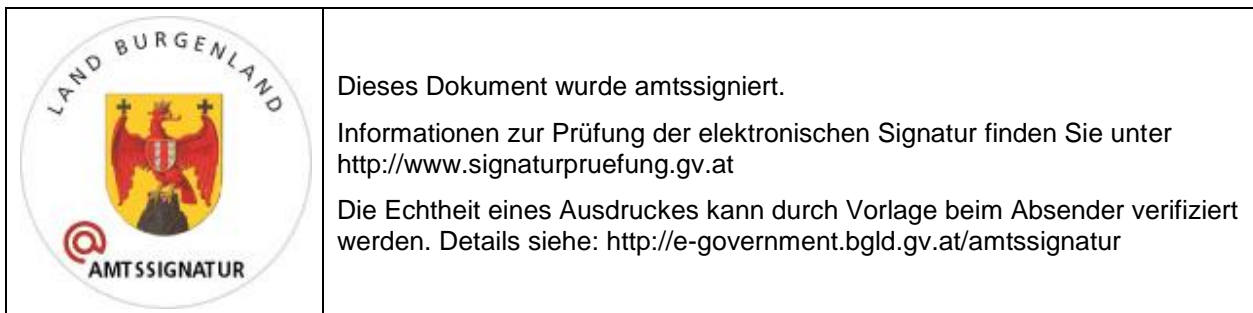 LAND BURGENLAND
@
AMTSSIGNATUR
Dieses Dokument wurde amtssigniert.
Informationen zur Prüfung der elektronischen Signatur finden Sie unter
http://www.signaturpruefung.gv.at
Die Echtheit eines Ausdruckes kann durch Vorlage beim Absender verifiziert
werden. Details siehe: http://e-government.bgld.gv.at/amtssignatur